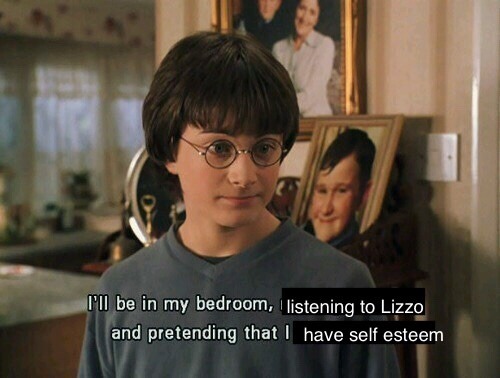 I'll be in my bedroom, listening to Lizzo
and pretending that I have self esteem